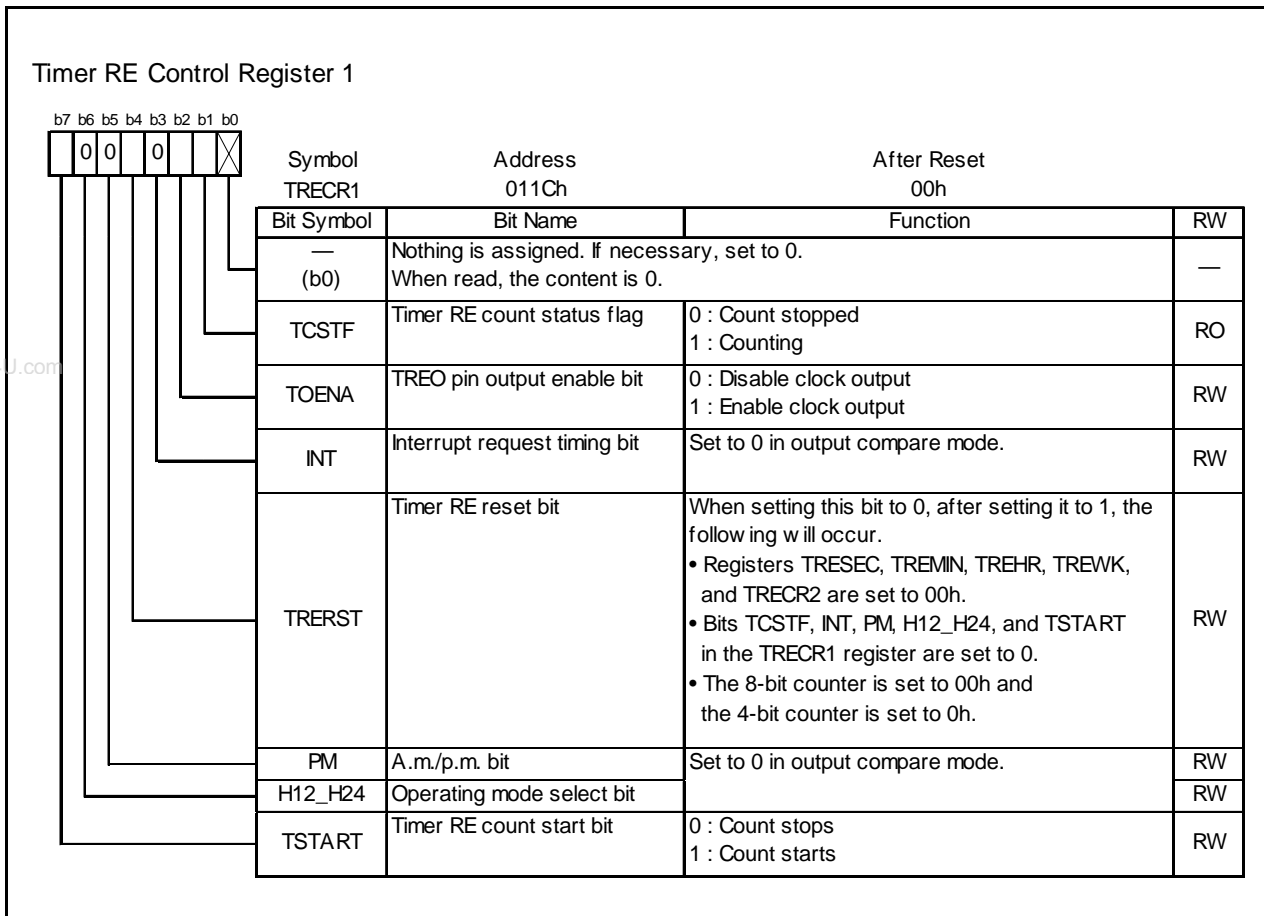 Timer RE Control Register 1
b7 b6 b5 b4 b3 b2 b1 b0
0 0 0
Symbol Address After Reset
TRECR1 011Ch 00h
Bit Symbol Bit Name Function RW
—
(b0)
Nothing is assigned. If necessary, set to 0.
When read, the content is 0.
—
TCSTF
Timer RE count status flag
0 : Count stopped
1 : Counting
RO
U.com
TOENA
TREO pin output enable bit
0 : Disable clock output
1 : Enable clock output
RW
INT
Interrupt request timing bit
Set to 0 in output compare mode.
RW
TRERST
Timer RE reset bit
When setting this bit to 0, after setting it to 1, the
following will occur.
• Registers TRESEC, TREMIN, TREHR, TREWK,
and TRECR2 are set to 00h.
• Bits TCSTF, INT, PM, H12_H24, and TSTART
in the TRECR1 register are set to 0.
• The 8-bit counter is set to 00h and
the 4-bit counter is set to 0h.
RW
PM A.m./p.m. bit Set to 0 in output compare mode. RW
H12_H24 Operating mode select bit RW
TSTART
Timer RE count start bit
0 : Count stops
1 : Count starts
RW